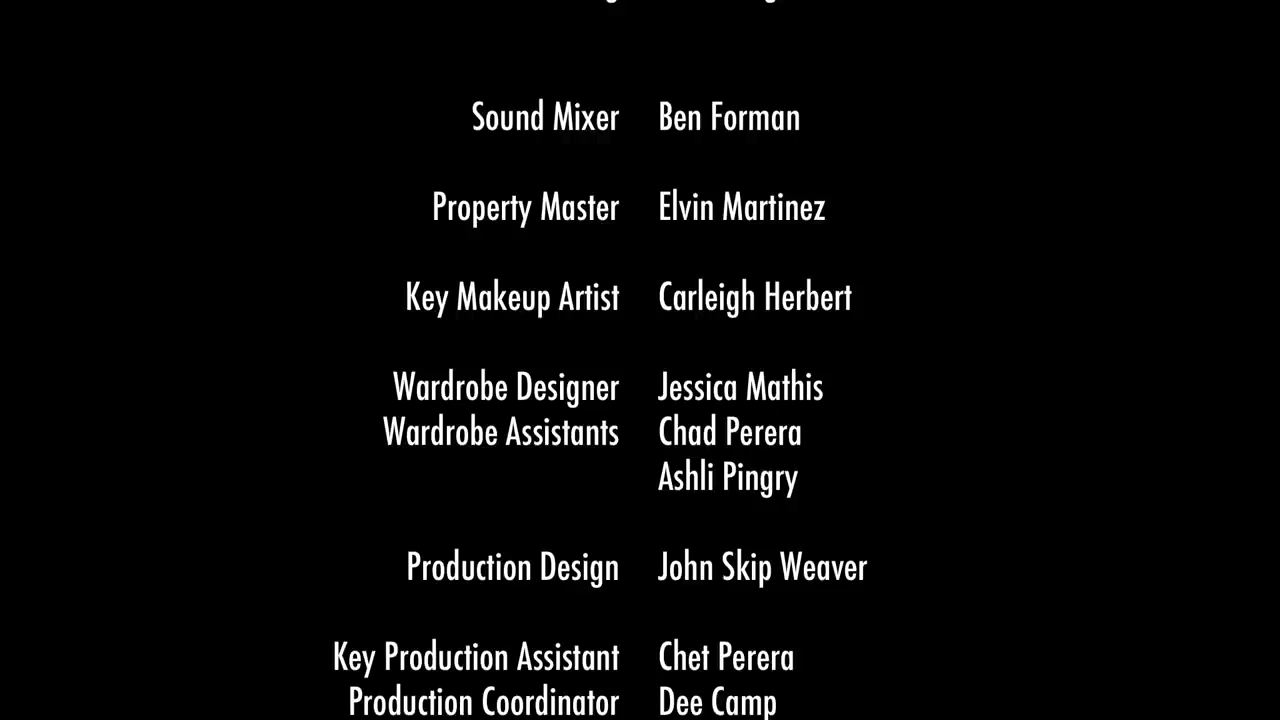 Sound Mixer Ben Forman
Property Master Elvin Martinez
Key Makeup Artist Carleigh Herbert
Wardrobe Designer Jessica Mathis
Wardrobe Assistants Chad Perera
Ashli Pingry
Production Design John Skip Weaver
Key Production Assistant Chet Perera
Production Coordinator Dee Camp